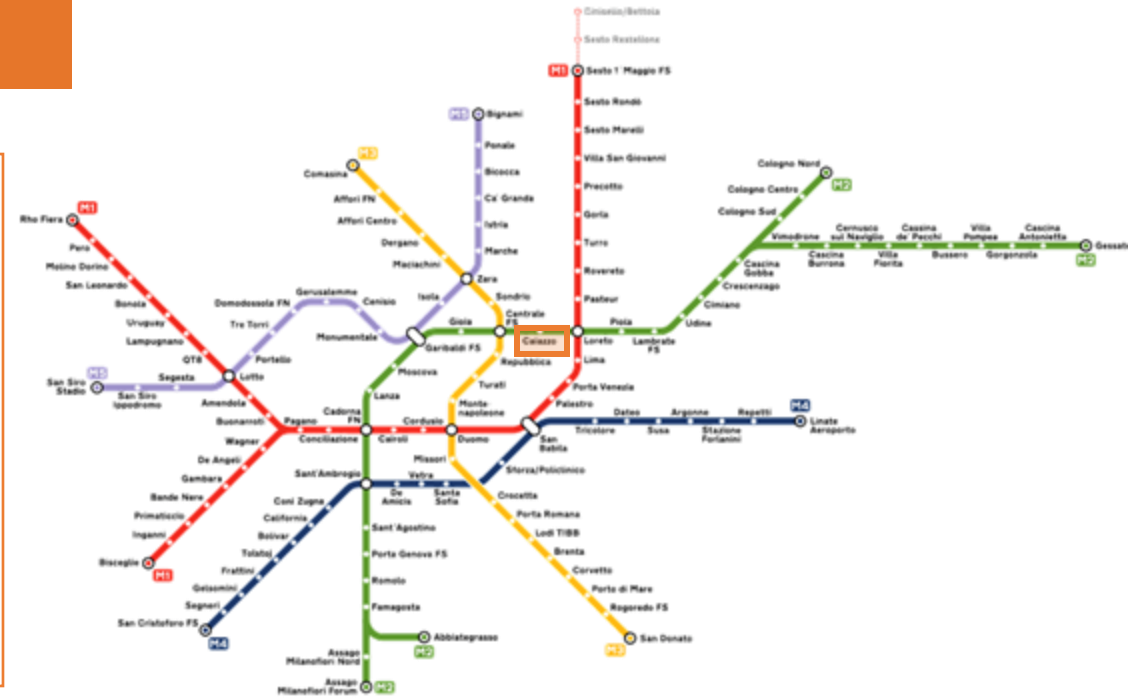 Cinisello/Bettola
Sesto Restellone
M1
Sesto 1° Maggio FS
Sesto Rondò
Sesto Marelli
Villa San Giovanni
Precotto
Gorla
Turro
Rovereto
Pasteur
Loreto
Lima
Porta Venezia
Palestro
San
Babila
M5
Bignami
Ponale
Bicocca
Ca' Granda
Istria
Marche
Zara
Isola
M3
Comasina
Affori FN
Affori Centro
Dergano
Maciachini
Sondrio
Centrale
FS
Caiazzo
Gioia
Garibaldi FS
Repubblica
Turati
Monte-
napoleone
Cologno Nord
M2
Cologno Centro
Cologno Sud
Vimodrone
Cascina
Burrona
Cernusco
sul Naviglio
Villa
Fiorita
Cassina
de' Pecchi
Bussero
Villa
Pompea
Gorgonzola
Cascina
Antonietta
Gessate
M2
Cascina
Gobba
Crescenzago
Cimiano
Udine
Lambrate
FS
Piola
M1
Rho Fiera
Pero
Molino Dorino
San Leonardo
Bonola
Uruguay
Lampugnano
QT8
Lotto
Amendola
Buonarroti
Pagano
Conciliazione
Cadorna
FN
Cairoli
Cordusio
Duomo
Gerusalemme
Domodossola FN
Cenisio
Tre Torri
Monumentale
Portello
M5
San Siro
Stadio
San Siro
Ippodromo
Segesta
Moscova
Lanza
Wagner
De Angeli
Gambara
Bande Nere
Primaticcio
Inganni
Bisceglie
M1
M4
Linate
Aeroporto
Repetti
Stazione
Forlanini
Argonne
Susa
Dateo
Tricolore
Sforza/Policlinico
Missori
Sant'Ambrogio
De
Amicis
Vetra
Santa
Sofia
Coni Zugna
California
Bolivar
Tolstoj
Frattini
Gelsomini
Segneri
San Cristoforo FS
M4
Sant'Agostino
Porta Genova FS
Romolo
Famagosta
Abbiategrasso
M2
Assago
Milanofiori Nord
Assago
Milanofiori Forum
M2
Crocetta
Porta Romana
Lodi TIBB
Brenta
Corvetto
Porto di Mare
Rogoredo FS
San Donato
M3